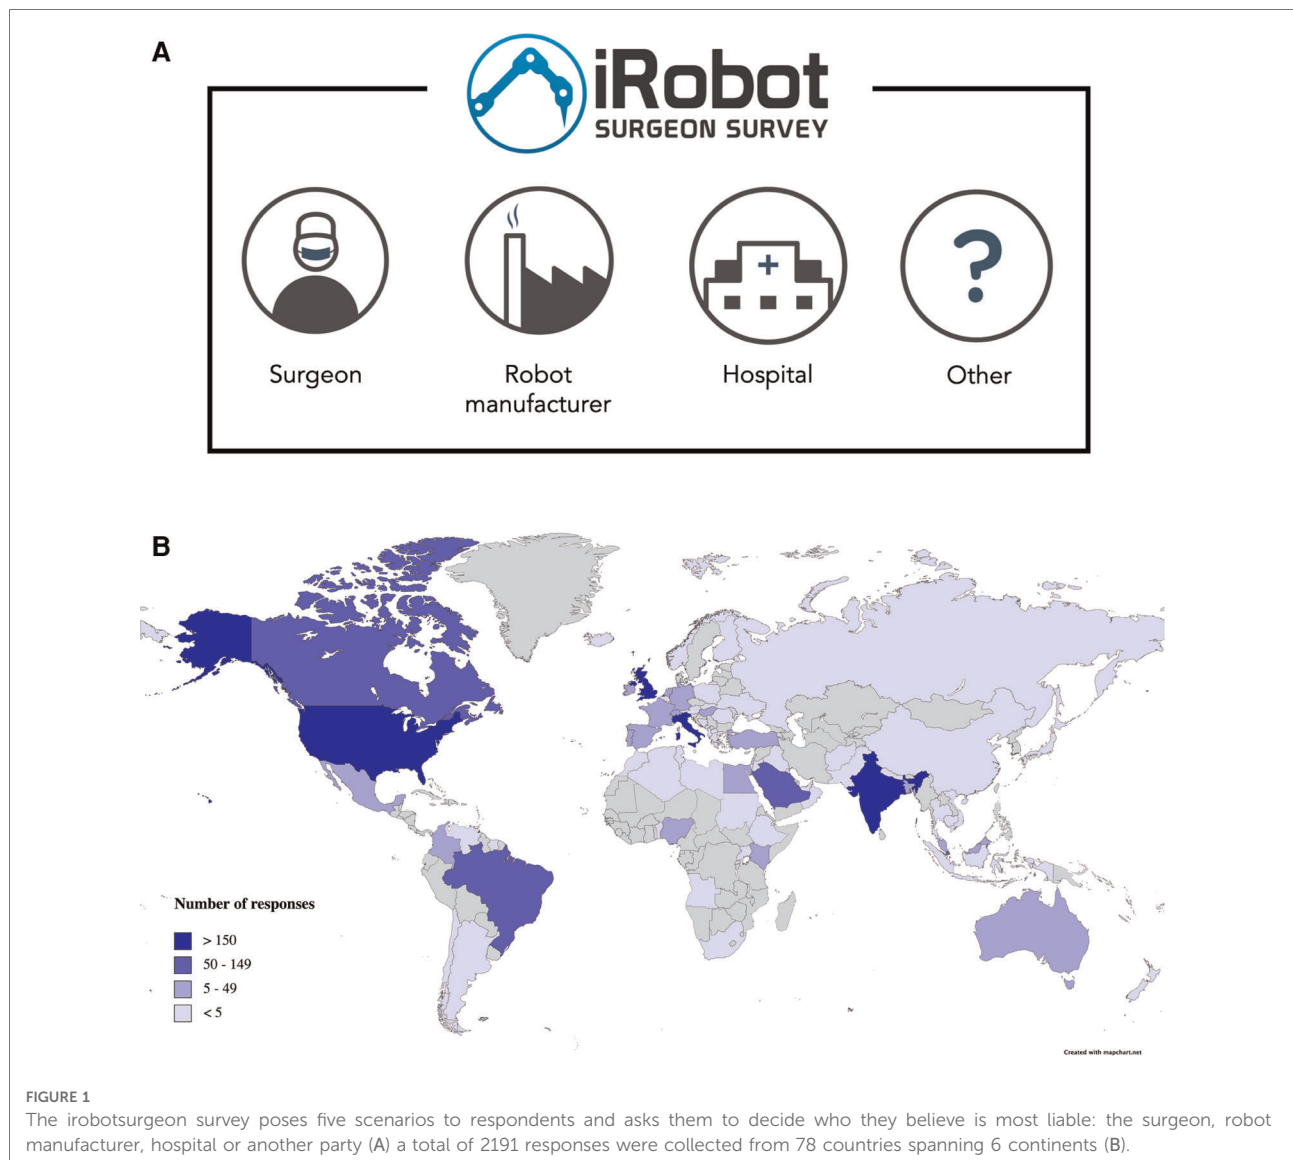 A
iRobot
SURGEON SURVEY
Surgeon
Robot
manufacturer
Hospital
Other
B
Number of responses
> 150
50 - 149
5 - 49
< 5
Created with mapchart.net
FIGURE 1
The irobotsurgeon survey poses five scenarios to respondents and asks them to decide who they believe is most liable: the surgeon, robot
manufacturer, hospital or another party (A) a total of 2191 responses were collected from 78 countries spanning 6 continents (B).